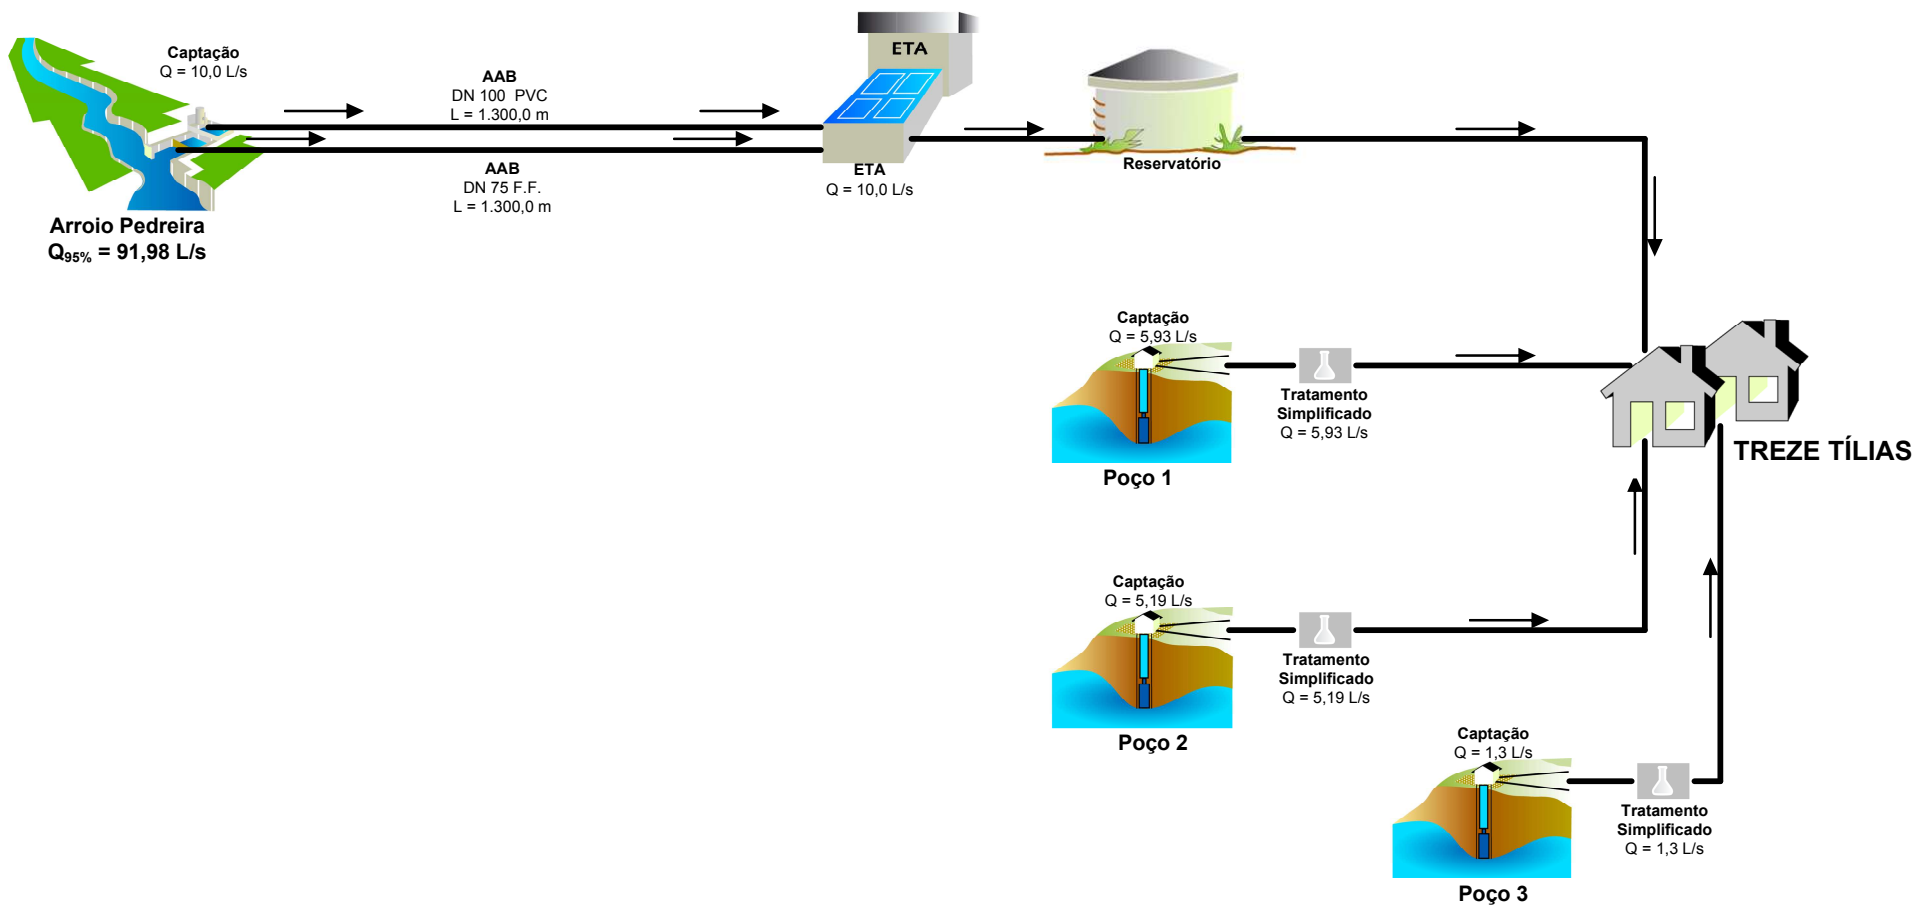 Captação
Q = 10,0 L/s
AAB
DN 100 PVC
L = 1.300,0 m
AAB
DN 75 F.F.
L = 1.300,0 m
Arroio Pedreira
Q95% = 91,98 L/s
ETA
ETA
Q = 10,0 L/s
Reservatório
Captação
Q = 5,93 L/s
Tratamento
Simplificado
Q = 5,93 L/s
Poço 1
TREZE TÍLIAS
Captação
Q = 5,19 L/s
Tratamento
Simplificado
Q = 5,19 L/s
Poço 2
Captação
Q = 1,3 L/s
Tratamento
Simplificado
Q = 1,3 L/s
Poço 3